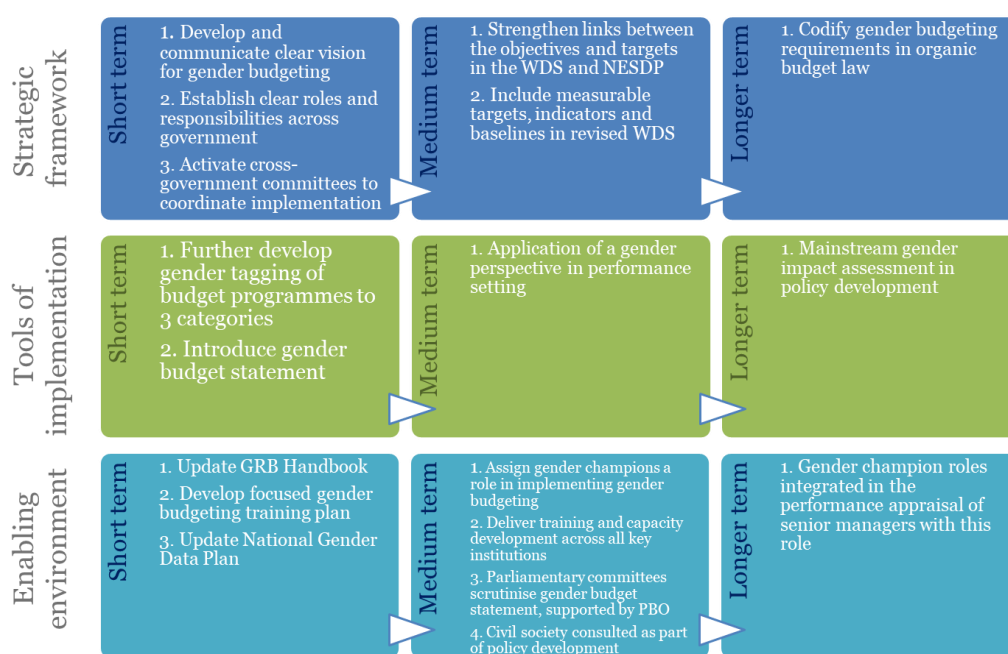 Strategic
framework
Short term
1. Develop and
communicate clear vision
for gender budgeting
2. Establish clear roles and
responsibilities across
government
3. Activate cross-
government committees to
coordinate implementation
Medium term
1. Strengthen links between
the objectives and targets
in the WDS and NESDP
2. Include measurable
targets, indicators and
baselines in revised WDS
Longer term
1. Codify gender budgeting
requirements in organic
budget law
Tools of
implementation
Short term
1. Further develop
gender tagging of
budget programmes to
3 categories
2. Introduce gender
budget statement
Medium term
1. Application of a gender
perspective in performance
setting
Longer term
1. Mainstream gender
impact assessment in
policy development
Enabling
environment
Short term
1. Update GRB Handbook
2. Develop focused gender
budgeting training plan
3. Update National Gender
Data Plan
Medium term
1. Assign gender champions a
role in implementing gender
budgeting
2. Deliver training and capacity
development across all key
institutions
3. Parliamentary committees
scrutinise gender budget
statement, supported by PBO
4. Civil society consulted as part
of policy development
Longer term
1. Gender champion roles
integrated in the
performance appraisal of
senior managers with this
role